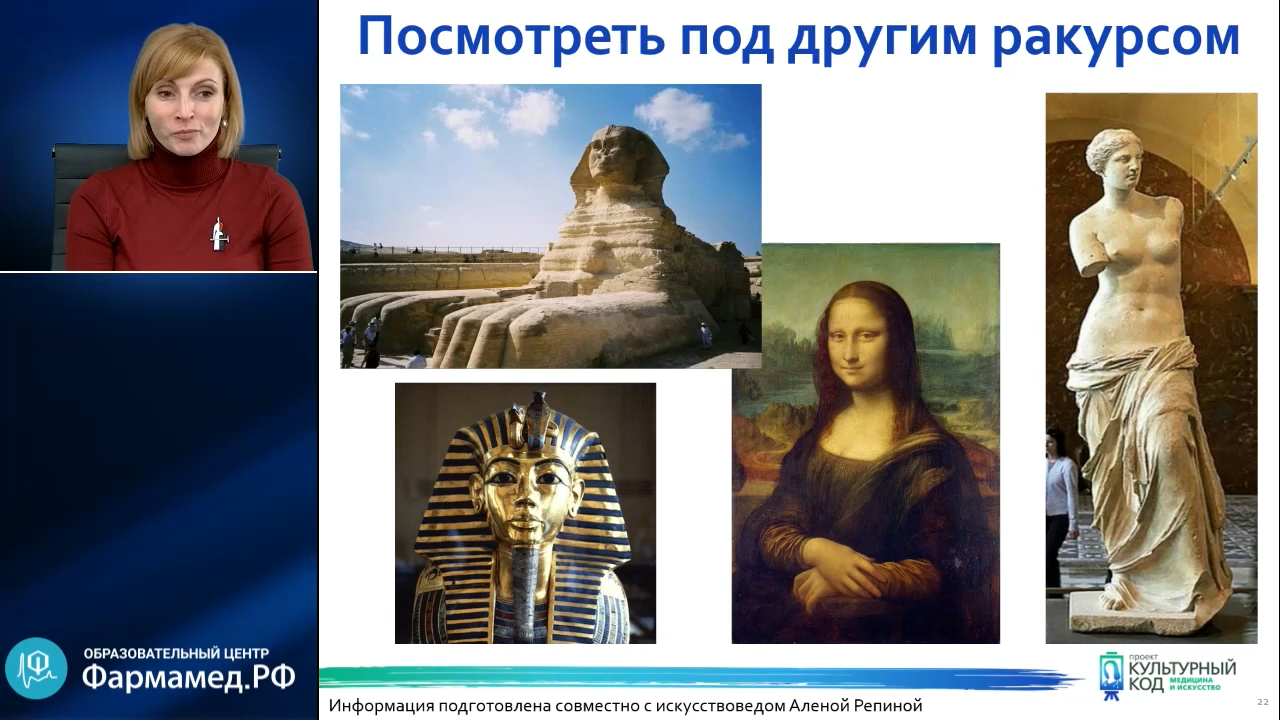 Посмотреть под другим ракурсом
ОБРАЗОВАТЕЛЬНЫЙ ЦЕНТР
Фармамед.РФ
проект
КУЛЬТУРНЫЙ
КОД
МЕДИЦИНА
И ИСКУССТВО
Информация подготовлена совместно с искусствоведом Аленой Репиной
22